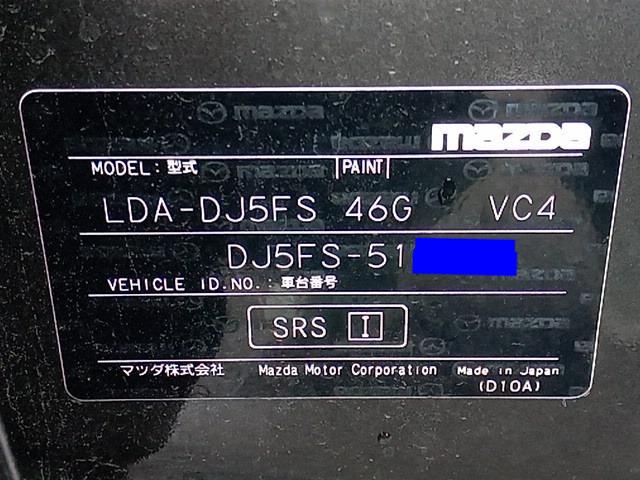 mazda
MODEL：型式 PAINT
LDA-DJ5FS 46G VC4
DJ5FS-51
VEHICLE ID.NO.：車台番号
SRS I
マツダ株式会社 Mazda Motor Corporation Made in Japan
(D10A)